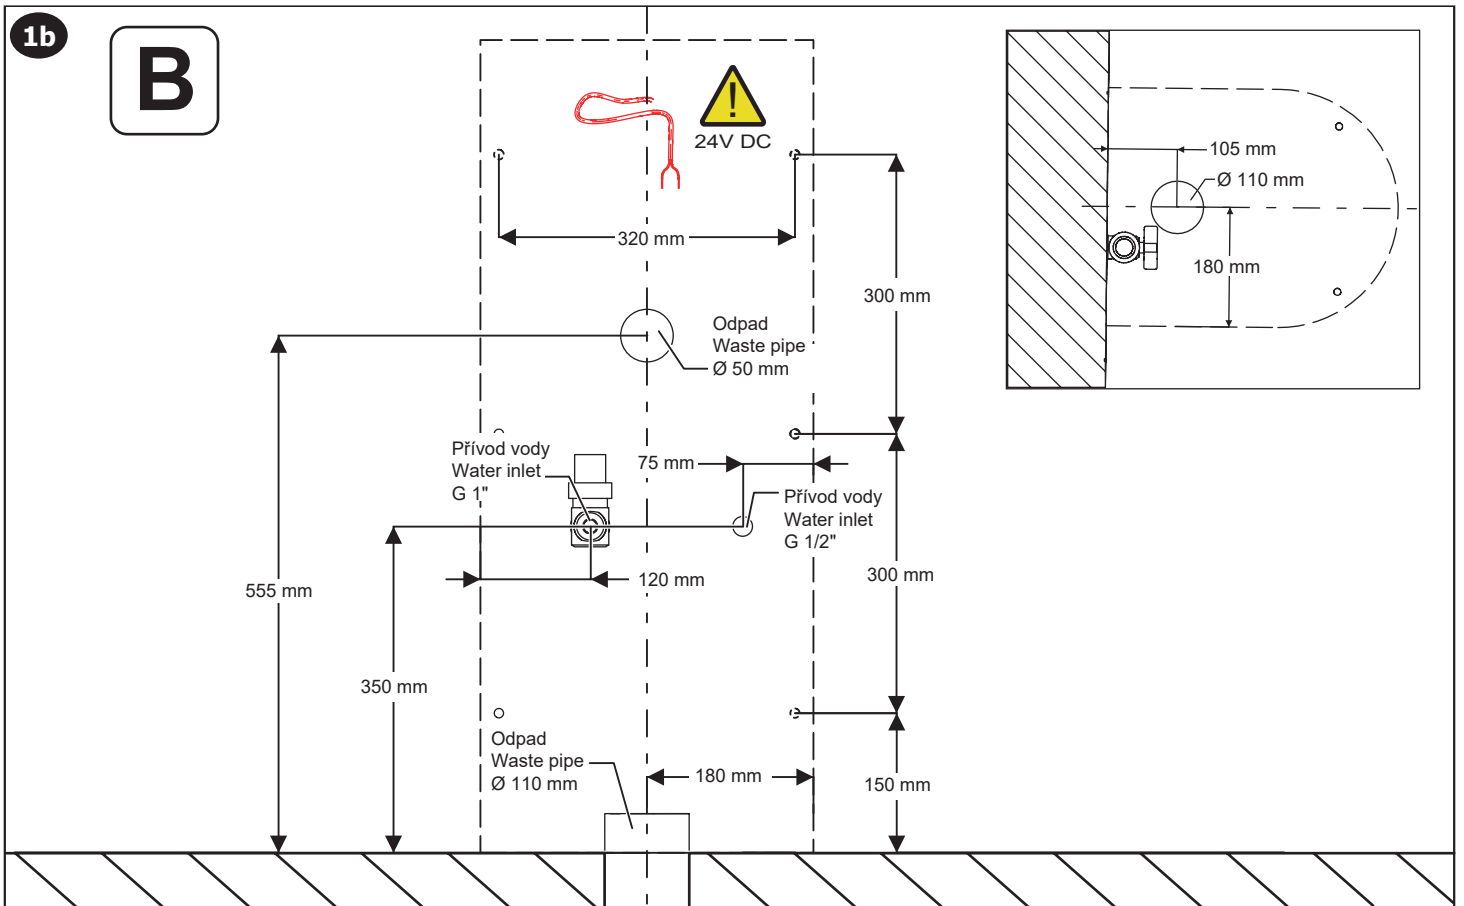 1b
B
24V DC
320 mm
300 mm
Odpad
Waste pipe
Ø 50 mm
Přívod vody
Water inlet
G 1"
75 mm
Přívod vody
Water inlet
G 1/2"
120 mm
300 mm
555 mm
350 mm
Odpad
Waste pipe
Ø 110 mm
180 mm
150 mm
105 mm
Ø 110 mm
180 mm